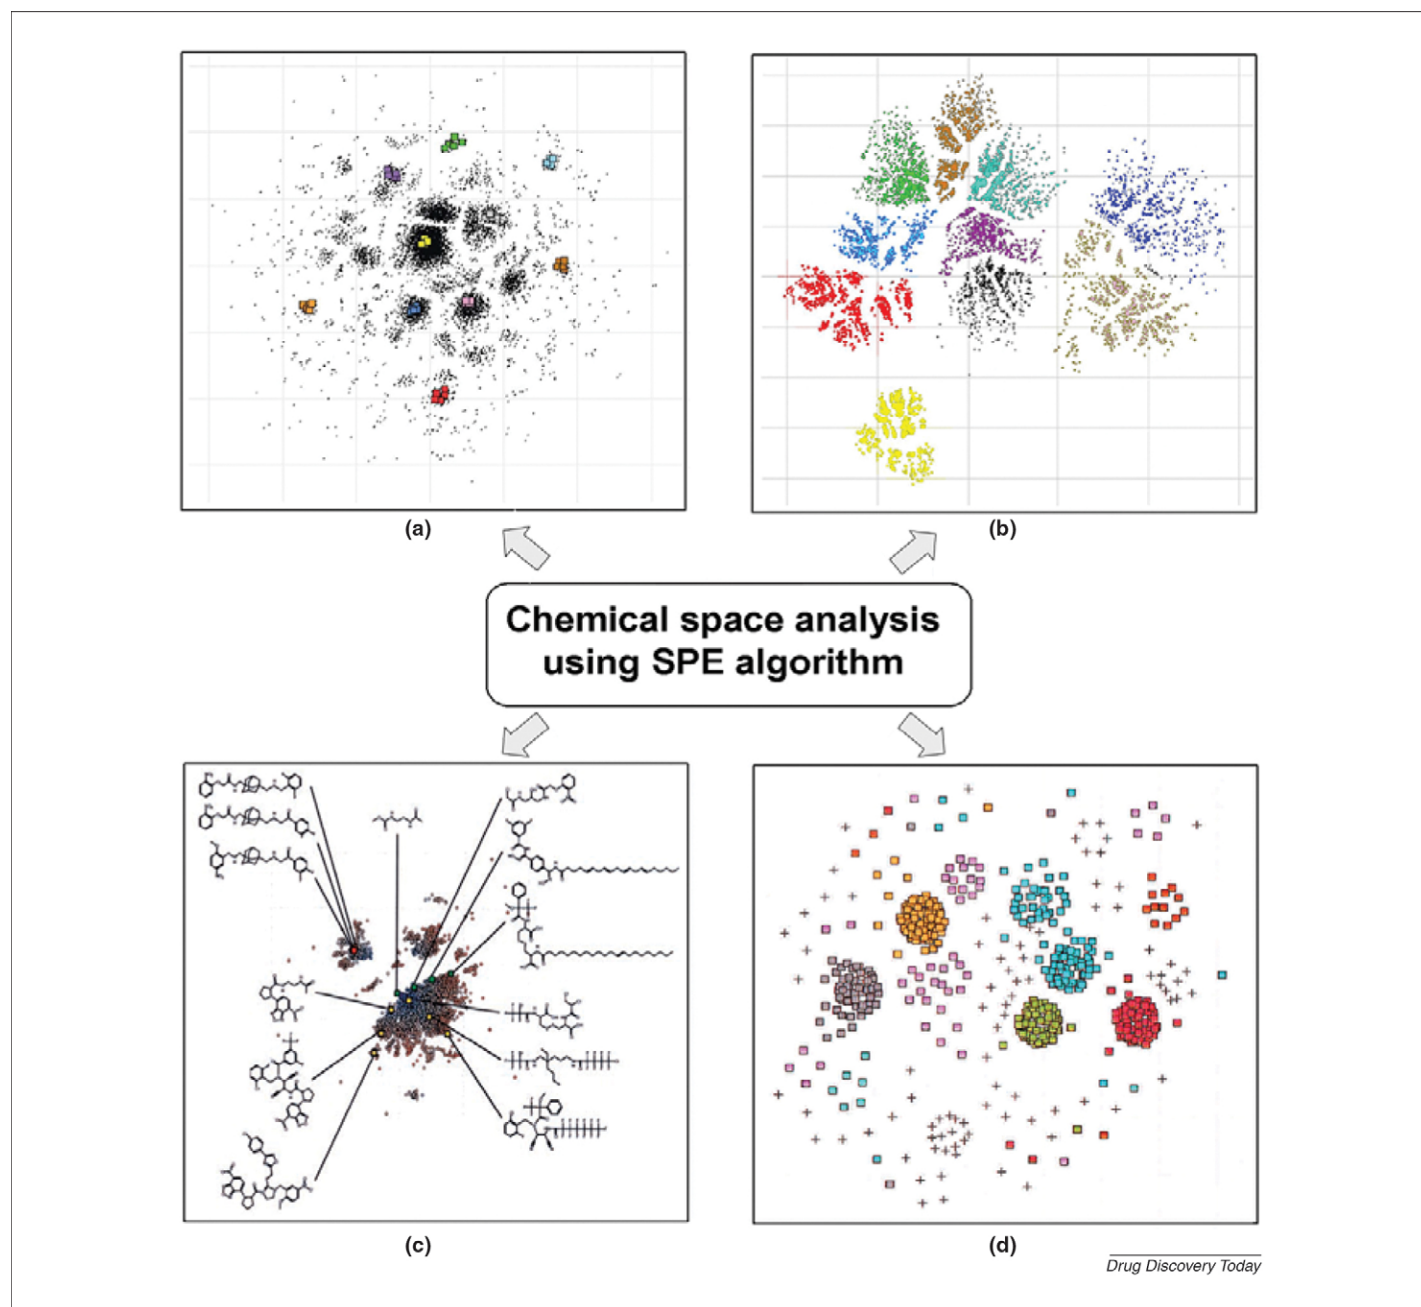 (a)
(b)
Chemical space analysis
using SPE algorithm
(c)
(d)
Drug Discovery Today